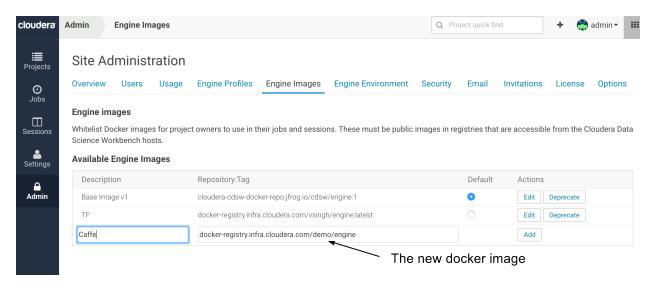 cloudera
Admin Engine Images
Project quick find
+ admin
Projects
Jobs
Sessions
Settings
Admin
Site Administration
Overview Users Usage Engine Profiles Engine Images Engine Environment Security Email Invitations License Options
Engine images
Whitelist Docker images for project owners to use in their jobs and sessions. These must be public images in registries that are accessible from the Cloudera Data
Science Workbench hosts.
Available Engine Images
Description Repository:Tag Default Actions
Base Image v1 cloudera-cdsw-docker-repo.jfrog.io/cdsw/engine:1 Edit Deprecate
TF docker-registry.infra.cloudera.com/vsingh/engine:latest Edit Deprecate
Caffe docker-registry.infra.cloudera.com/demo/engine Add
The new docker image